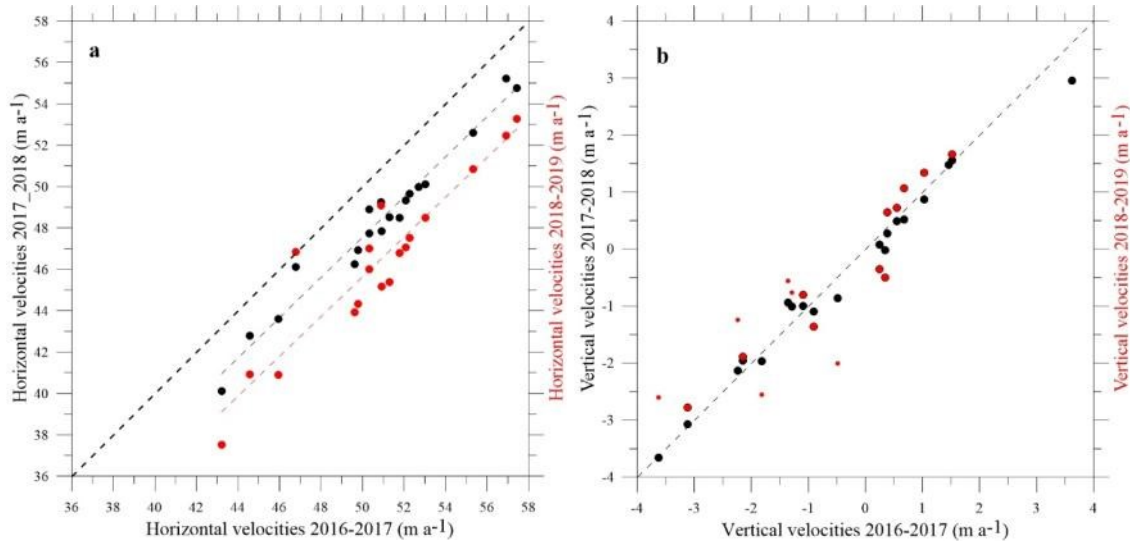 a
58
56
54
52
50
48
46
44
42
40
38
36
36 38 40 42 44 46 48 50 52 54 56 58
Horizontal velocities 2016-2017 (m a-1)
Horizontal velocities 2017_2018 (m a-1)
Horizontal velocities 2018-2019 (m a-1)
b
4
3
2
1
0
-1
-2
-3
-4
-4 -3 -2 -1 0 1 2 3 4
Vertical velocities 2016-2017 (m a-1)
Vertical velocities 2017-2018 (m a-1)
Vertical velocities 2018-2019 (m a-1)